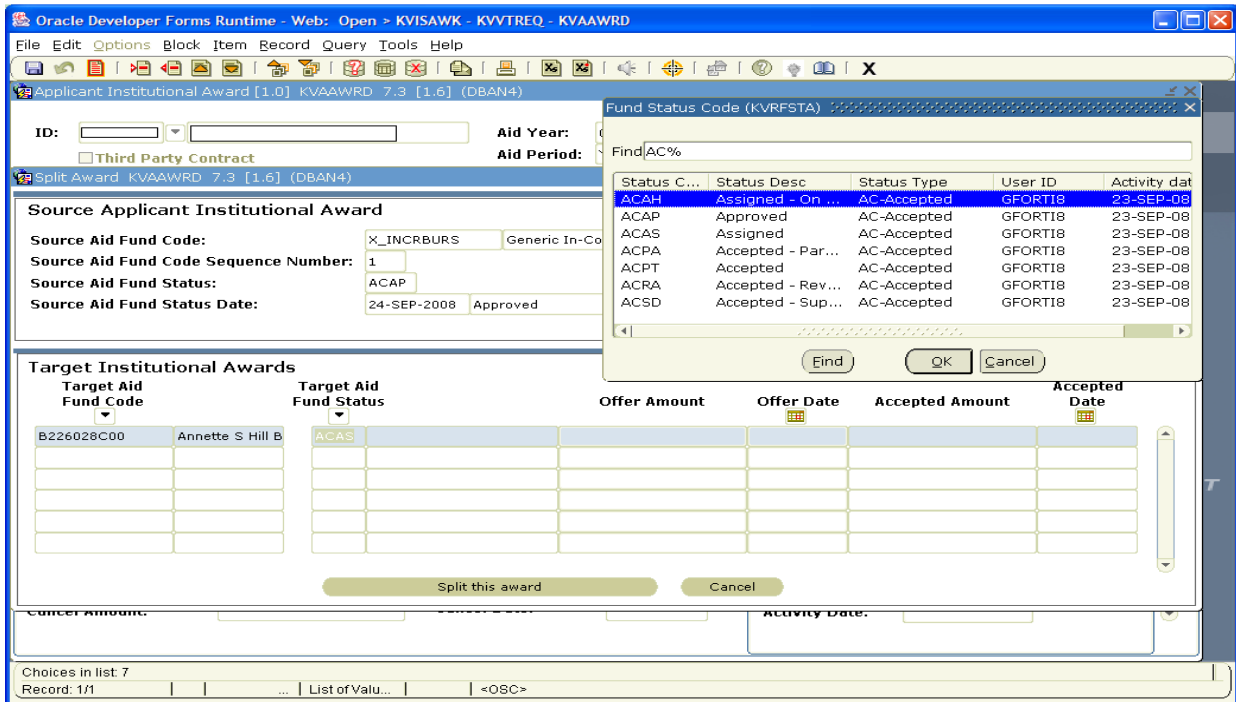 Oracle Developer Forms Runtime - Web: Open > KVISAWK - KVVTREQ - KVAAWRD
File Edit Options Block Item Record Query Tools Help
Applicant Institutional Award [1.0] KVAAWRD 7.3 [1.6] (DBAN4)
Fund Status Code (KVRFSTA)
ID: Aid Year:
Third Party Contract Aid Period:
Find AC%
Split Award KVAAWRD 7.3 [1.6] (DBAN4)
Status C... Status Desc Status Type User ID Activity dat
ACAH Assigned - On ... AC-Accepted GFORTI8 23-SEP-08
ACAP Approved AC-Accepted GFORTI8 23-SEP-08
ACAS Assigned AC-Accepted GFORTI8 23-SEP-08
ACPA Accepted - Par... AC-Accepted GFORTI8 23-SEP-08
ACPT Accepted AC-Accepted GFORTI8 23-SEP-08
ACRA Accepted - Rev... AC-Accepted GFORTI8 23-SEP-08
ACSD Accepted - Sup... AC-Accepted GFORTI8 23-SEP-08
Find OK Cancel
Source Applicant Institutional Award
Source Aid Fund Code: X_INCRBURS Generic In-Co
Source Aid Fund Code Sequence Number: 1
Source Aid Fund Status: ACAP
Source Aid Fund Status Date: 24-SEP-2008 Approved
Target Institutional Awards
Target Aid Fund Code Target Aid Fund Status Offer Amount Offer Date Accepted Amount Accepted Date
B226028C00 Annette S Hill B ACAS
Split this award Cancel
Cancel Amount: Activity Date:
Choices in list: 7
Record: 1/1 ... List of Valu... <OSC>